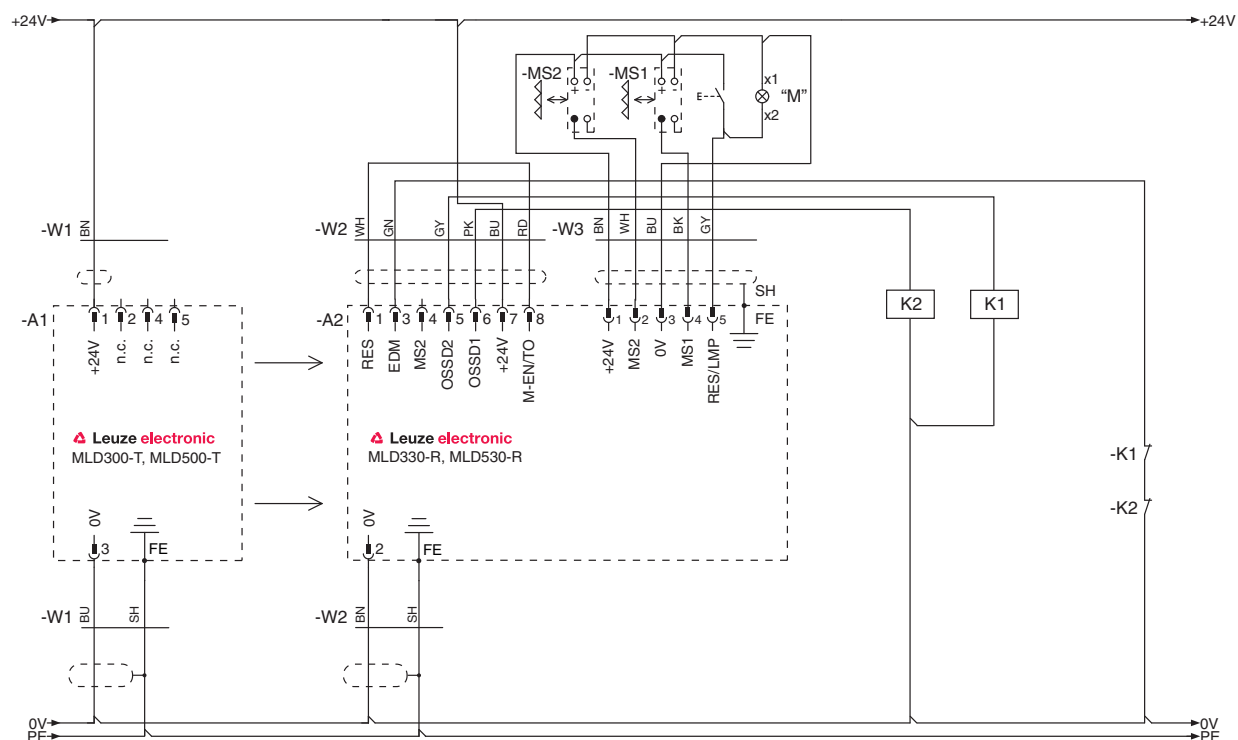 +24V
+24V
-MS2
-MS1
+ -
+ -
E
x1
"M"
x2
-W1
BN
-W2
WH
GN
GY
PK
BU
RD
-W3
BN
WH
BU
BK
GY
SH
FE
K2
K1
-A1
1
2
4
5
+24V
n.c.
n.c.
n.c.
-A2
1
3
4
5
6
7
8
RES
EDM
MS2
OSSD2
OSSD1
+24V
M-EN/TO
1
2
3
4
5
+24V
MS2
0V
MS1
RES/LMP
Leuze electronic
MLD300-T, MLD500-T
Leuze electronic
MLD330-R, MLD530-R
-K1
-K2
0V
3
FE
0V
2
FE
-W1
BU
SH
-W2
BN
SH
0V
0V
PE
PE